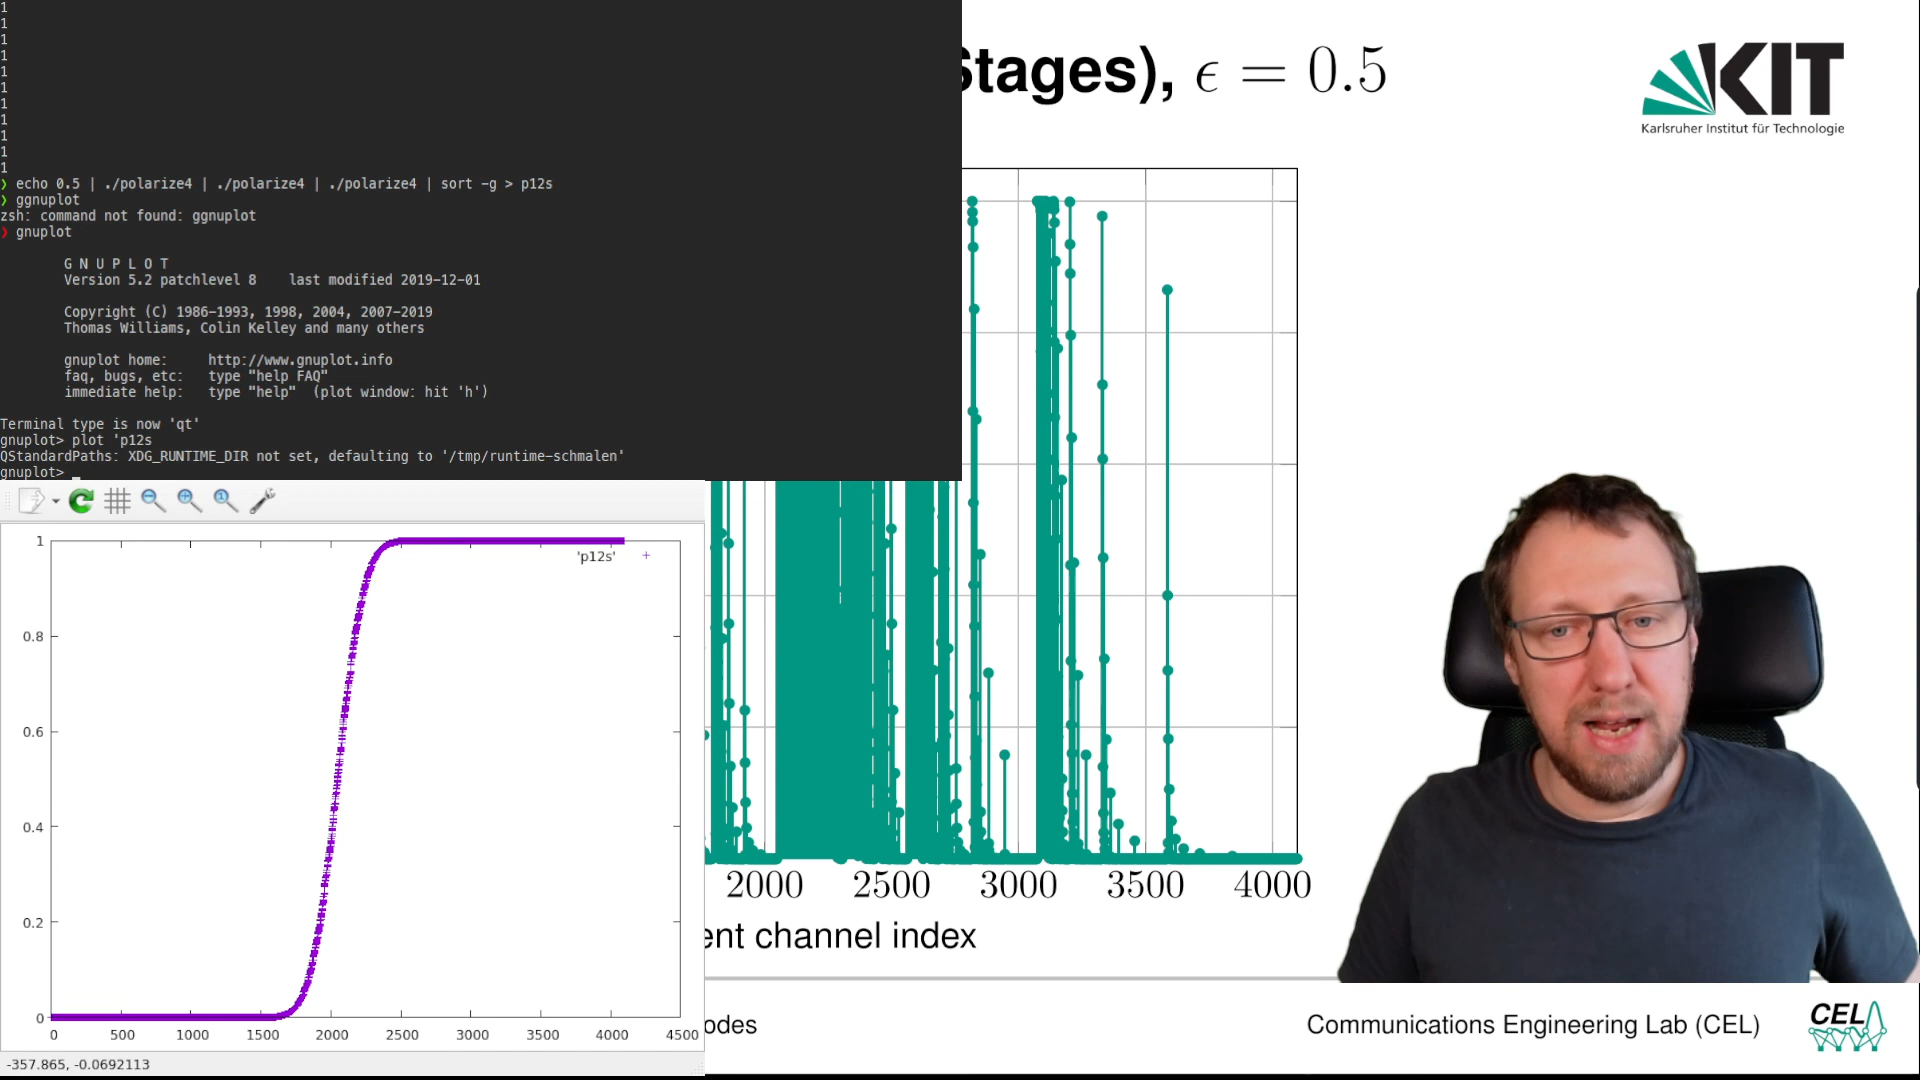 1
1
1
1
1
1
1
1
1
1
1
❯ echo 0.5 | ./polarize4 | ./polarize4 | ./polarize4 | sort -g > p12s
❯ ggnuplot
zsh: command not found: ggnuplot
❯ gnuplot
G N U P L O T
Version 5.2 patchlevel 8    last modified 2019-12-01
Copyright (C) 1986-1993, 1998, 2004, 2007-2019
Thomas Williams, Colin Kelley and many others
gnuplot home:     http://www.gnuplot.info
faq, bugs, etc:   type "help FAQ"
immediate help:   type "help"  (plot window: hit 'h')
Terminal type is now 'qt'
gnuplot> plot 'p12s
QStandardPaths: XDG_RUNTIME_DIR not set, defaulting to '/tmp/runtime-schmalen'
gnuplot>
Stages), ϵ = 0.5
KIT
Karlsruher Institut für Technologie
'p12s'
1
0.8
0.6
0.4
0.2
0
0 500 1000 1500 2000 2500 3000 3500 4000 4500
-357.865, -0.0692113
2000 2500 3000 3500 4000
ent channel index
odes
Communications Engineering Lab (CEL)
CEL